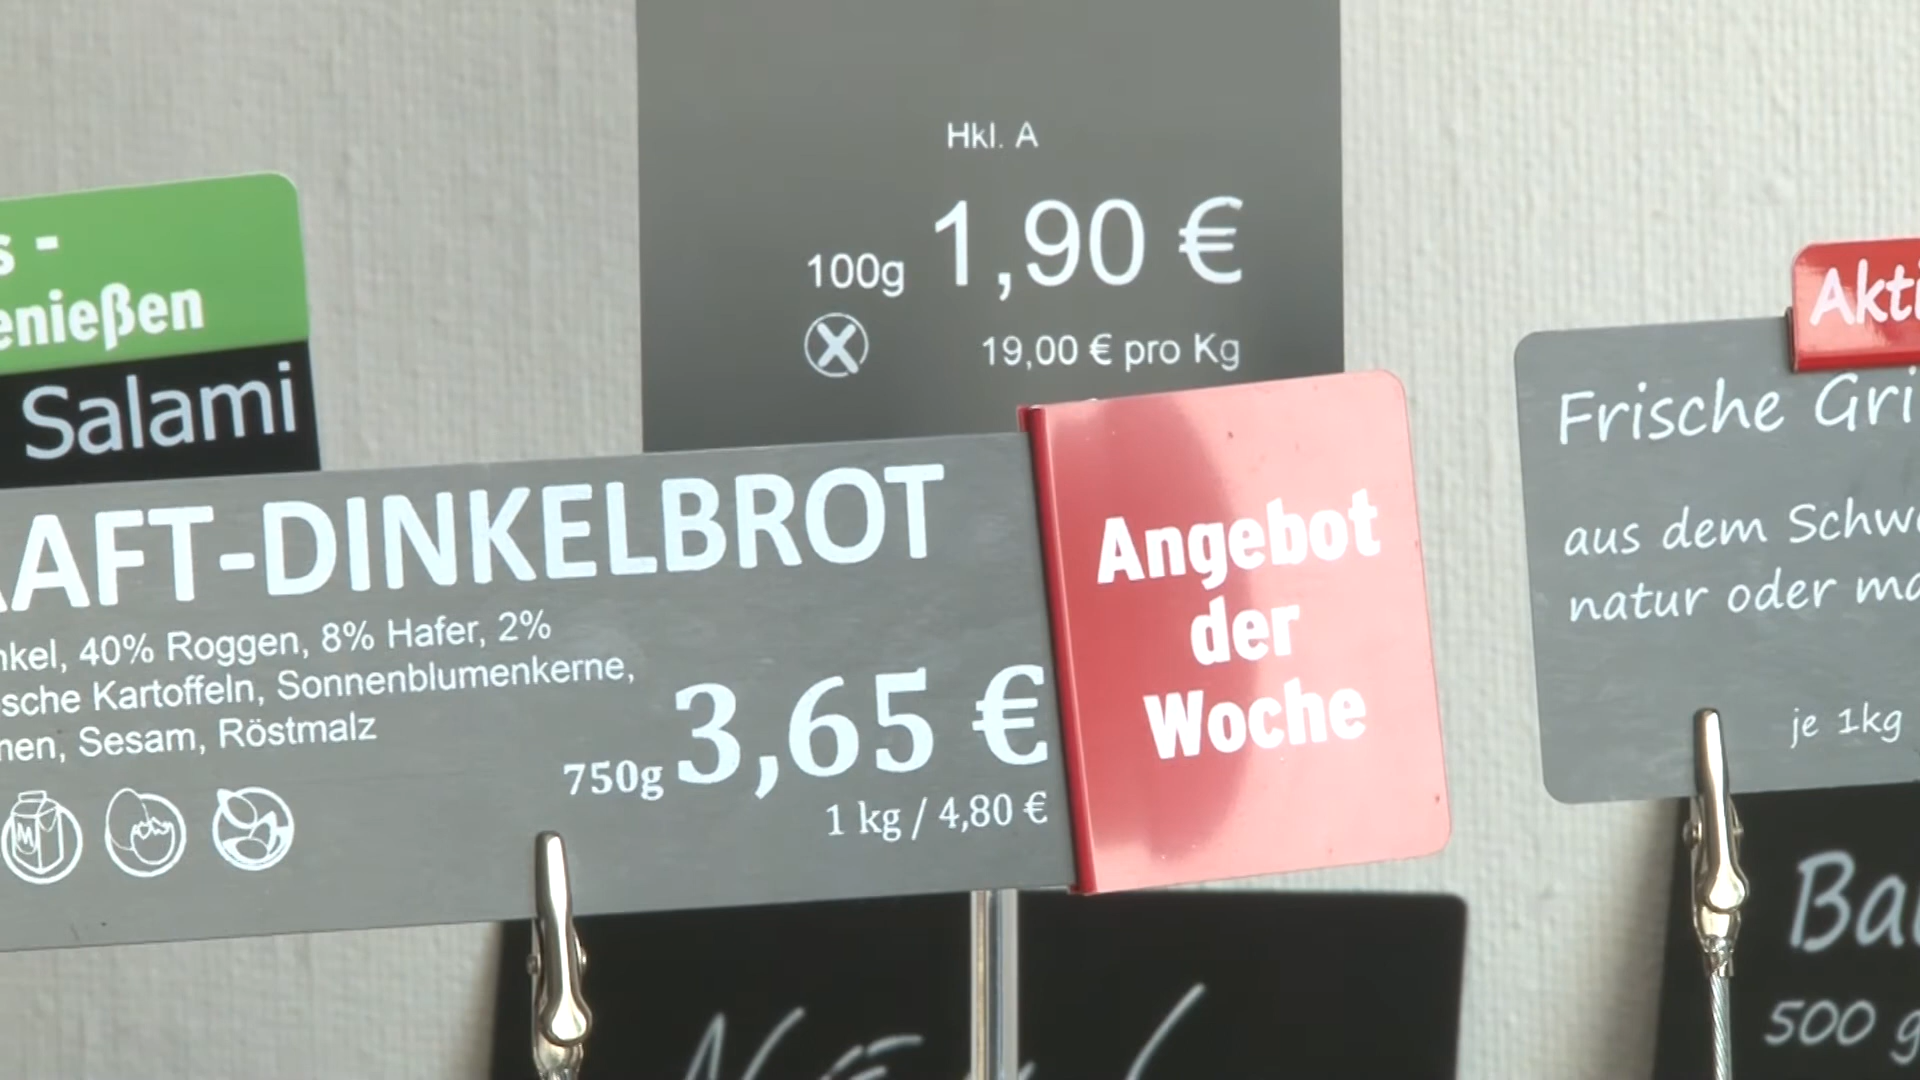 Hkl. A
100g 1,90 €
19,00 € pro Kg
s -
enießen
Salami
AFT-DINKELBROT
nkel, 40% Roggen, 8% Hafer, 2%
sche Kartoffeln, Sonnenblumenkerne,
nen, Sesam, Röstmalz
750g 3,65 €
1 kg / 4,80 €
Angebot
der
Woche
Akti
Frische Gri
aus dem Schw
natur oder ma
je 1kg
Ba
500 g